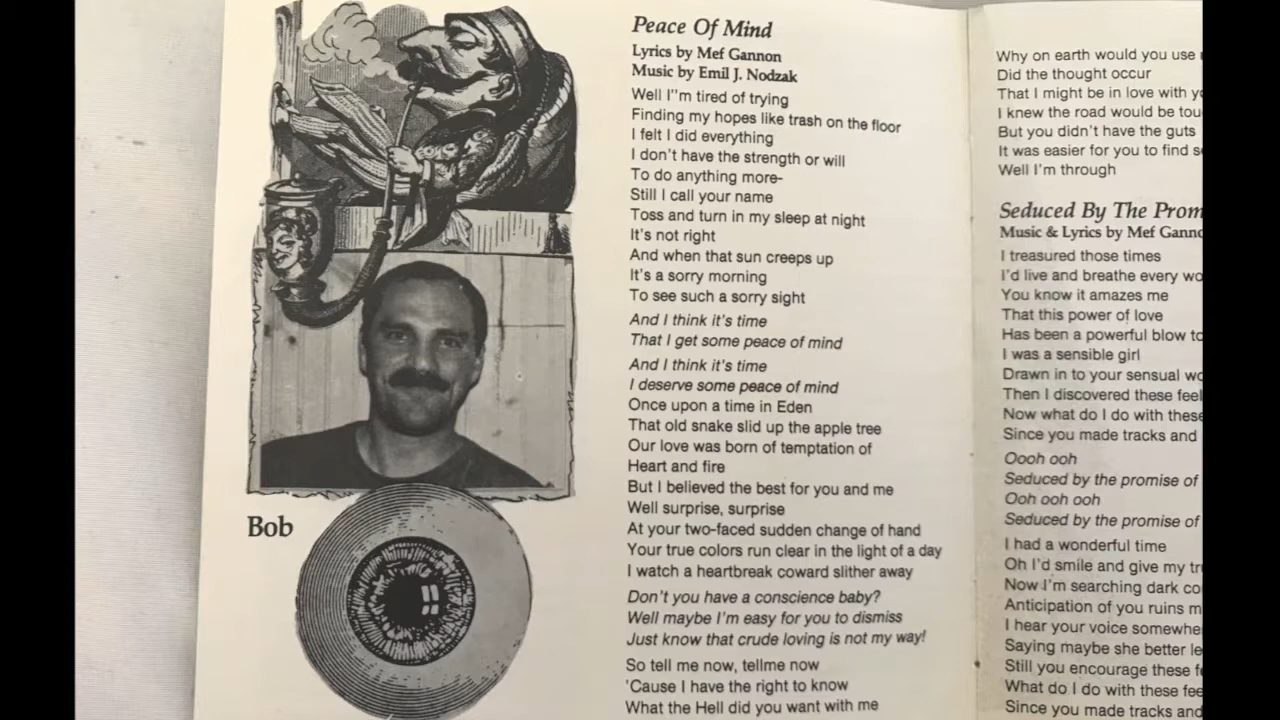 Bob
Peace Of Mind
Lyrics by Mef Gannon
Music by Emil J. Nodzak
Well I"m tired of trying
Finding my hopes like trash on the floor
I felt I did everything
I don't have the strength or will
To do anything more-
Still I call your name
Toss and turn in my sleep at night
It's not right
And when that sun creeps up
It's a sorry morning
To see such a sorry sight
And I think it's time
That I get some peace of mind
And I think it's time
I deserve some peace of mind
Once upon a time in Eden
That old snake slid up the apple tree
Our love was born of temptation of
Heart and fire
But I believed the best for you and me
Well surprise, surprise
At your two-faced sudden change of hand
Your true colors run clear in the light of a day
I watch a heartbreak coward slither away
Don't you have a conscience baby?
Well maybe I'm easy for you to dismiss
Just know that crude loving is not my way!
So tell me now, tellme now
'Cause I have the right to know
What the Hell did you want with me
Why on earth would you use
Did the thought occur
That I might be in love with
I knew the road would be
But you didn't have the guts
It was easier for you to find
Well I'm through
Seduced By The
Music & Lyrics by Mef
I treasured those times
I'd live and breathe every
You know it amazes me
That this power of love
Has been a powerful blow
I was a sensible girl
Drawn in to your sensual
Then I discovered these
Now what do I do with these
Since you made tracks and
Oooh ooh
Seduced by the promise of
Ooh ooh ooh
Seduced by the promise of
I had a wonderful time
Oh I'd smile and give my
Now I'm searching dark
Anticipation of you ruins
I hear your voice
Saying maybe she better
Still you encourage these
What do I do with these
Since you made tracks and